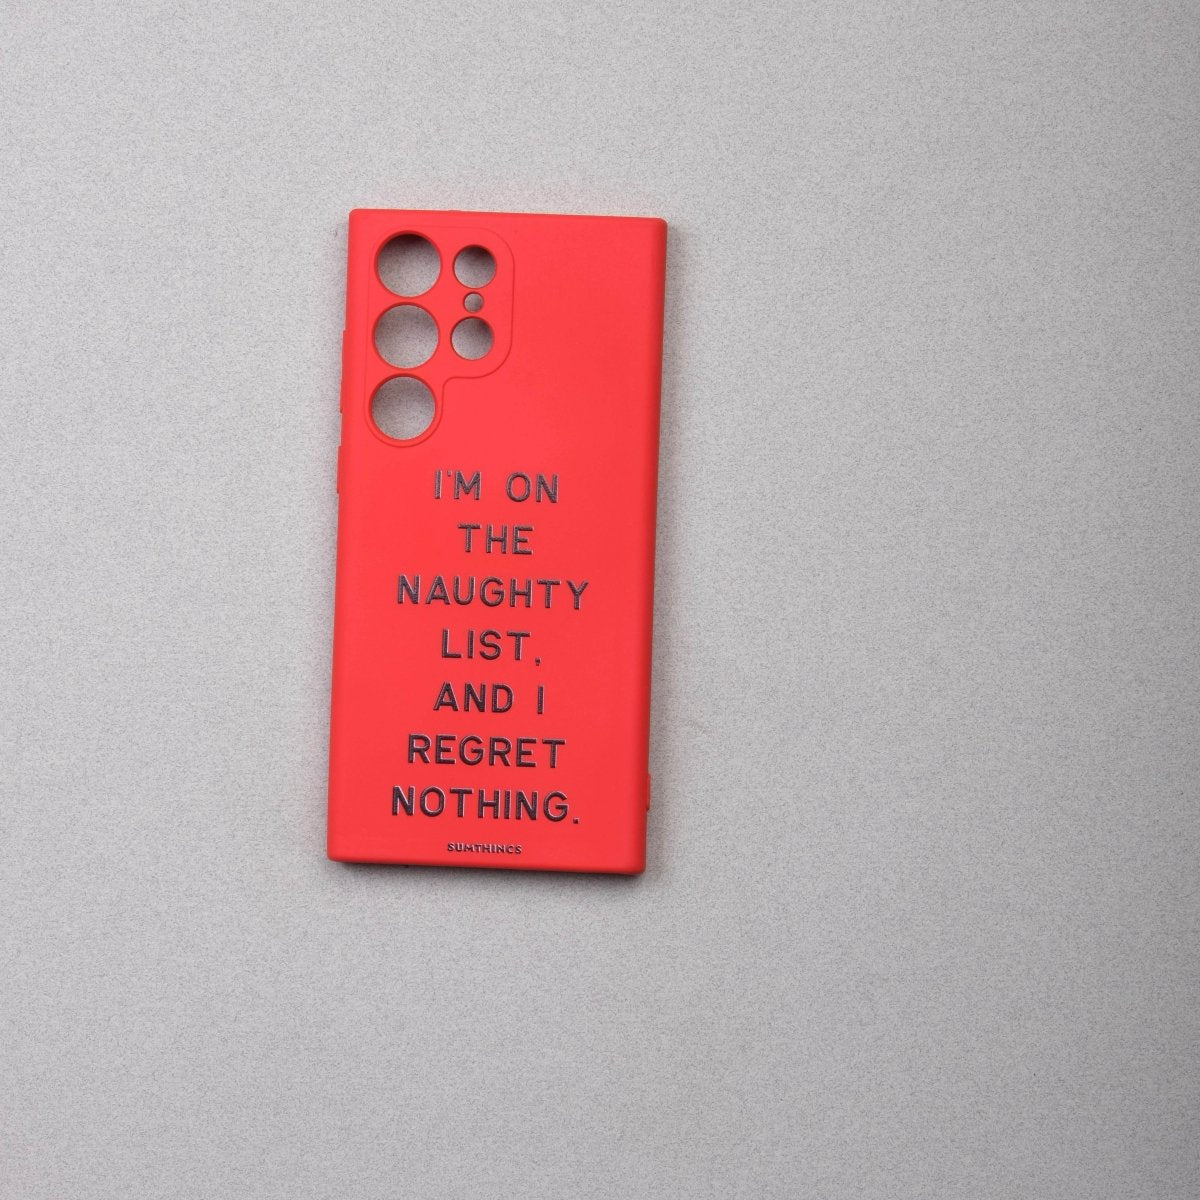 I'M ON
THE
NAUGHTY
LIST,
AND I
REGRET
NOTHING.
SUMTHINGS